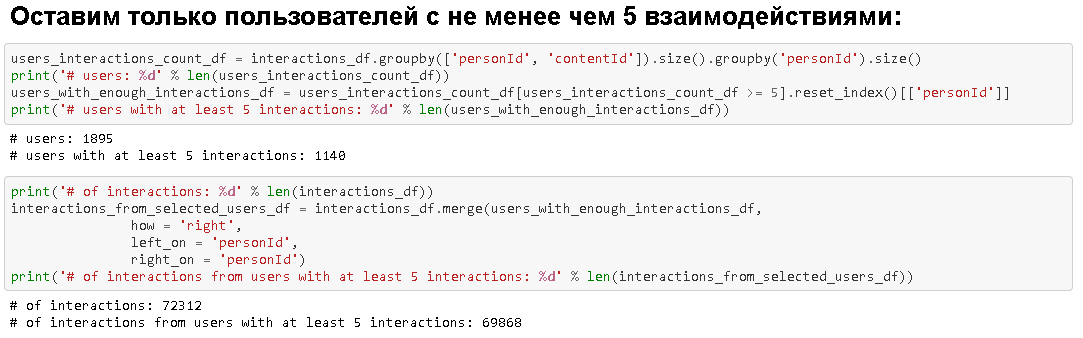 Оставим только пользователей с не менее чем 5 взаимодействиями:
users_interactions_count_df = interactions_df.groupby(['personId', 'contentId']).size().groupby('personId').size()
print('# users: %d' % len(users_interactions_count_df))
users_with_enough_interactions_df = users_interactions_count_df[users_interactions_count_df >= 5].reset_index()[['personId']]
print('# users with at least 5 interactions: %d' % len(users_with_enough_interactions_df))
# users: 1895
# users with at least 5 interactions: 1140
print('# of interactions: %d' % len(interactions_df))
interactions_from_selected_users_df = interactions_df.merge(users_with_enough_interactions_df,
how = 'right',
left_on = 'personId',
right_on = 'personId')
print('# of interactions from users with at least 5 interactions: %d' % len(interactions_from_selected_users_df))
# of interactions: 72312
# of interactions from users with at least 5 interactions: 69868